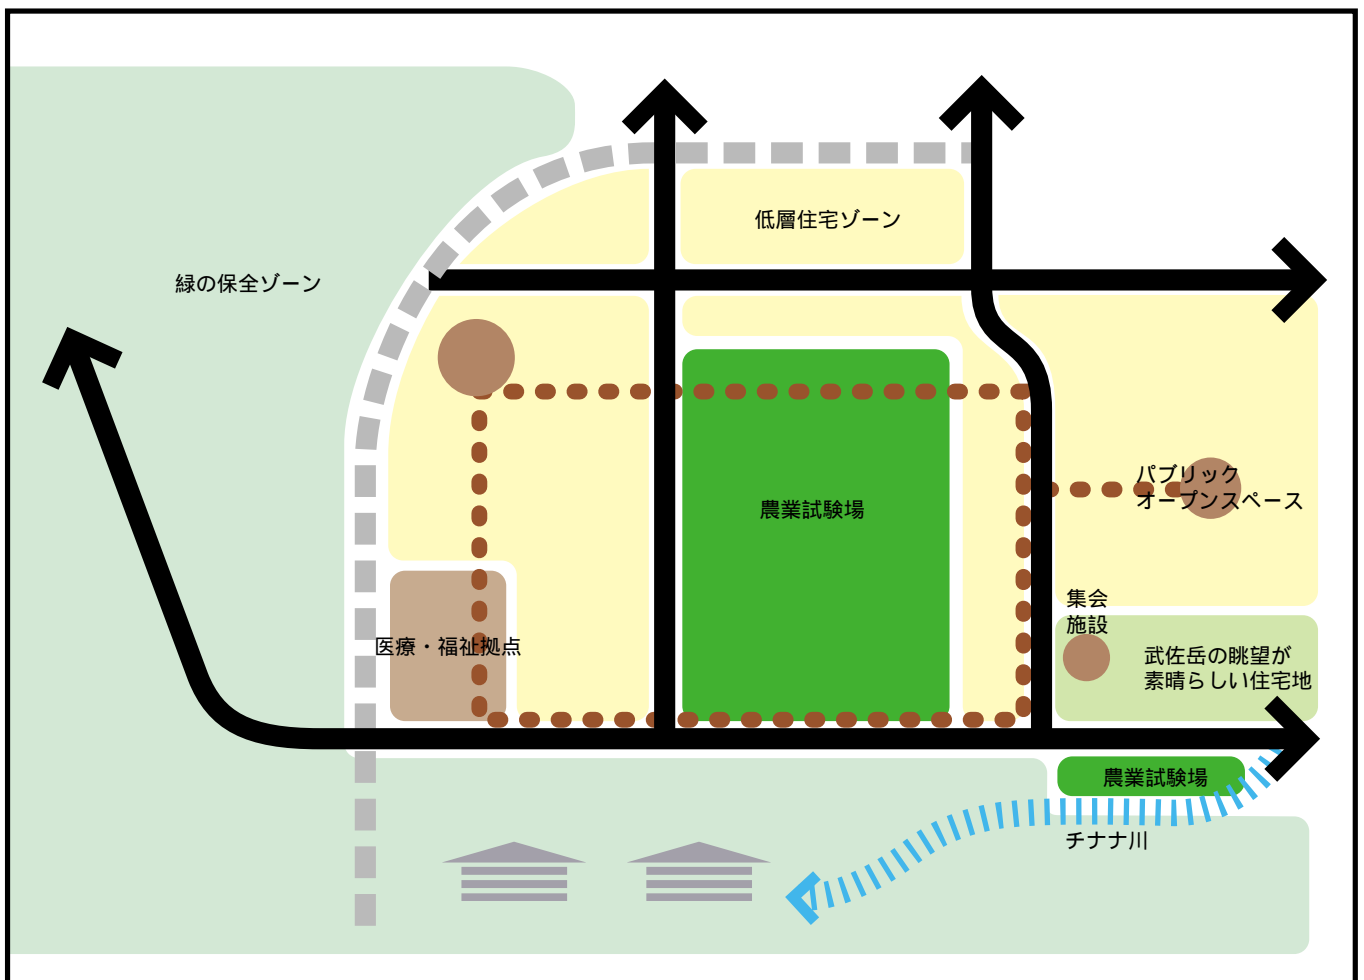 低層住宅ゾーン
緑の保全ゾーン
パブリック
オープンスペース
農業試験場
集会
施設
医療・福祉拠点
武佐岳の眺望が
素晴らしい住宅地
農業試験場
チナナ川